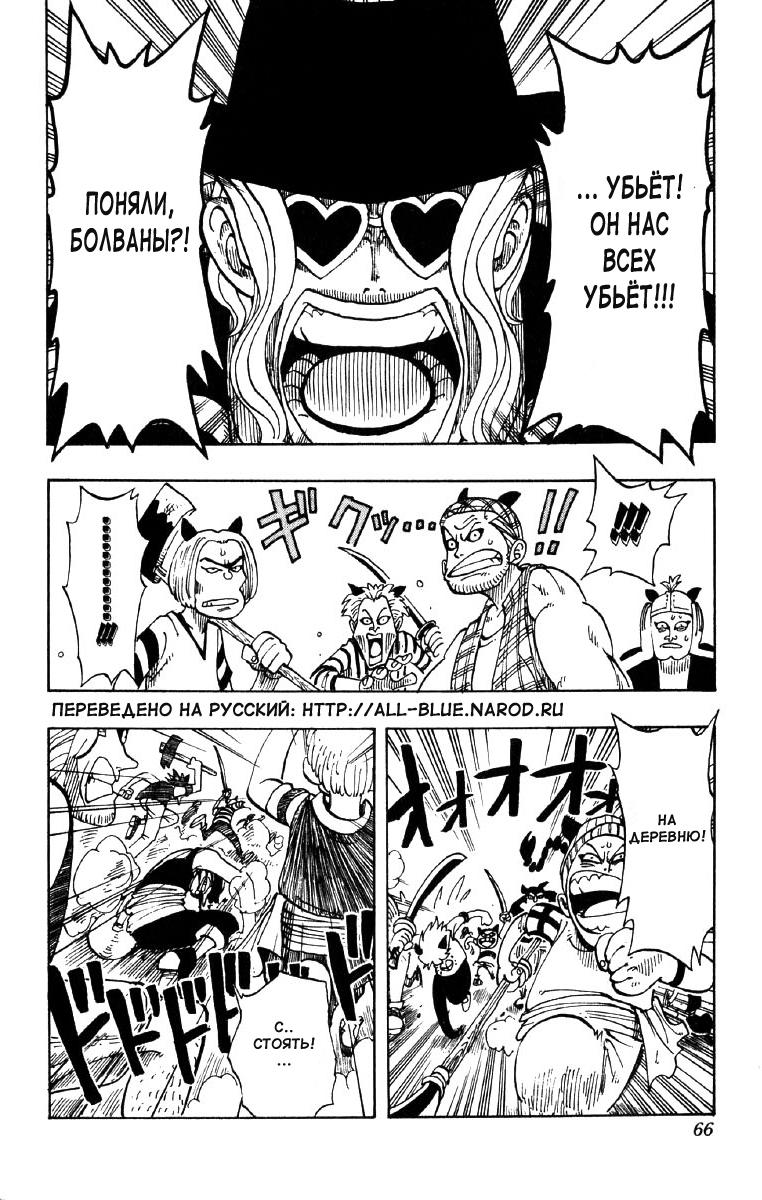 ... УБЬЁТ!
ОН НАС
ВСЕХ
УБЬЁТ!!!
ПОНЯЛИ,
БОЛВАНЫ?!
!!!
ギクッ...!!
............!!!
ПЕРЕВЕДЕНО НА РУССКИЙ: HTTP://ALL-BLUE.NAROD.RU
НА
ДЕРЕВНЮ!
オオオオ
С..
СТОЯТЬ!
...
ドドドドドド
66